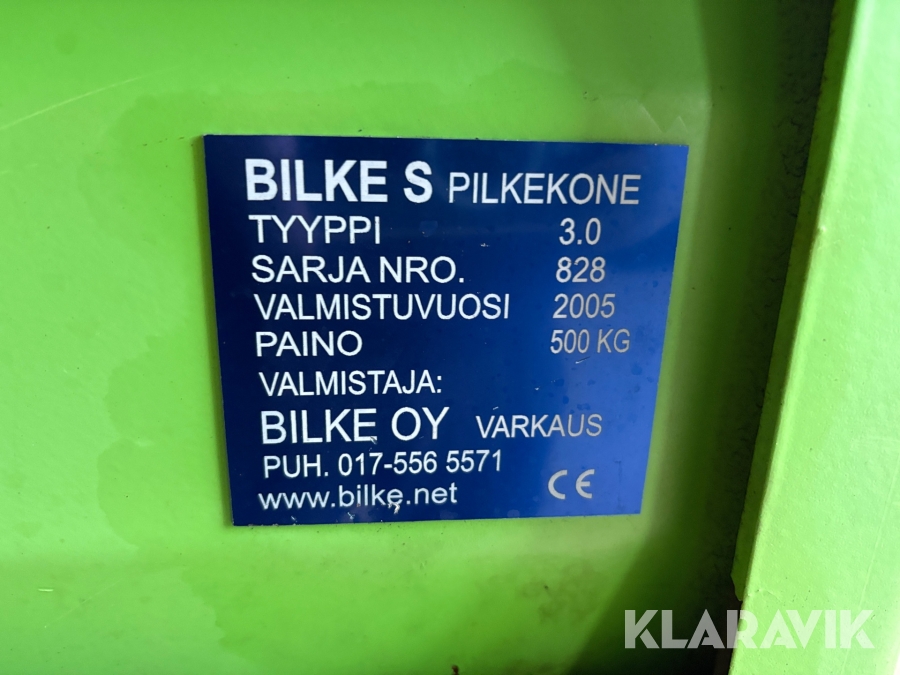 BILKE S PILKEKONE
TYYPPI 3.0
SARJA NRO. 828
VALMISTUVUOSI 2005
PAINO 500 KG
VALMISTAJA:
BILKE OY VARKAUS
PUH. 017-556 5571
www.bilke.net CE
KLARAVIK